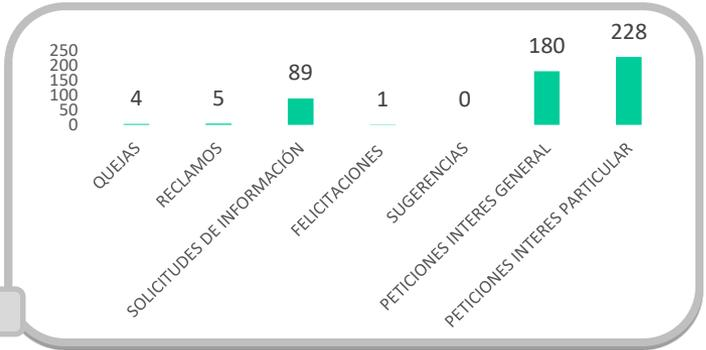 250
200
150
100
50
0
4
5
89
1
0
180
228
QUEJAS
RECLAMOS
SOLICITUDES DE INFORMACIÓN
FELICITACIONES
SUGERENCIAS
PETICIONES INTERES GENERAL
PETICIONES INTERES PARTICULAR